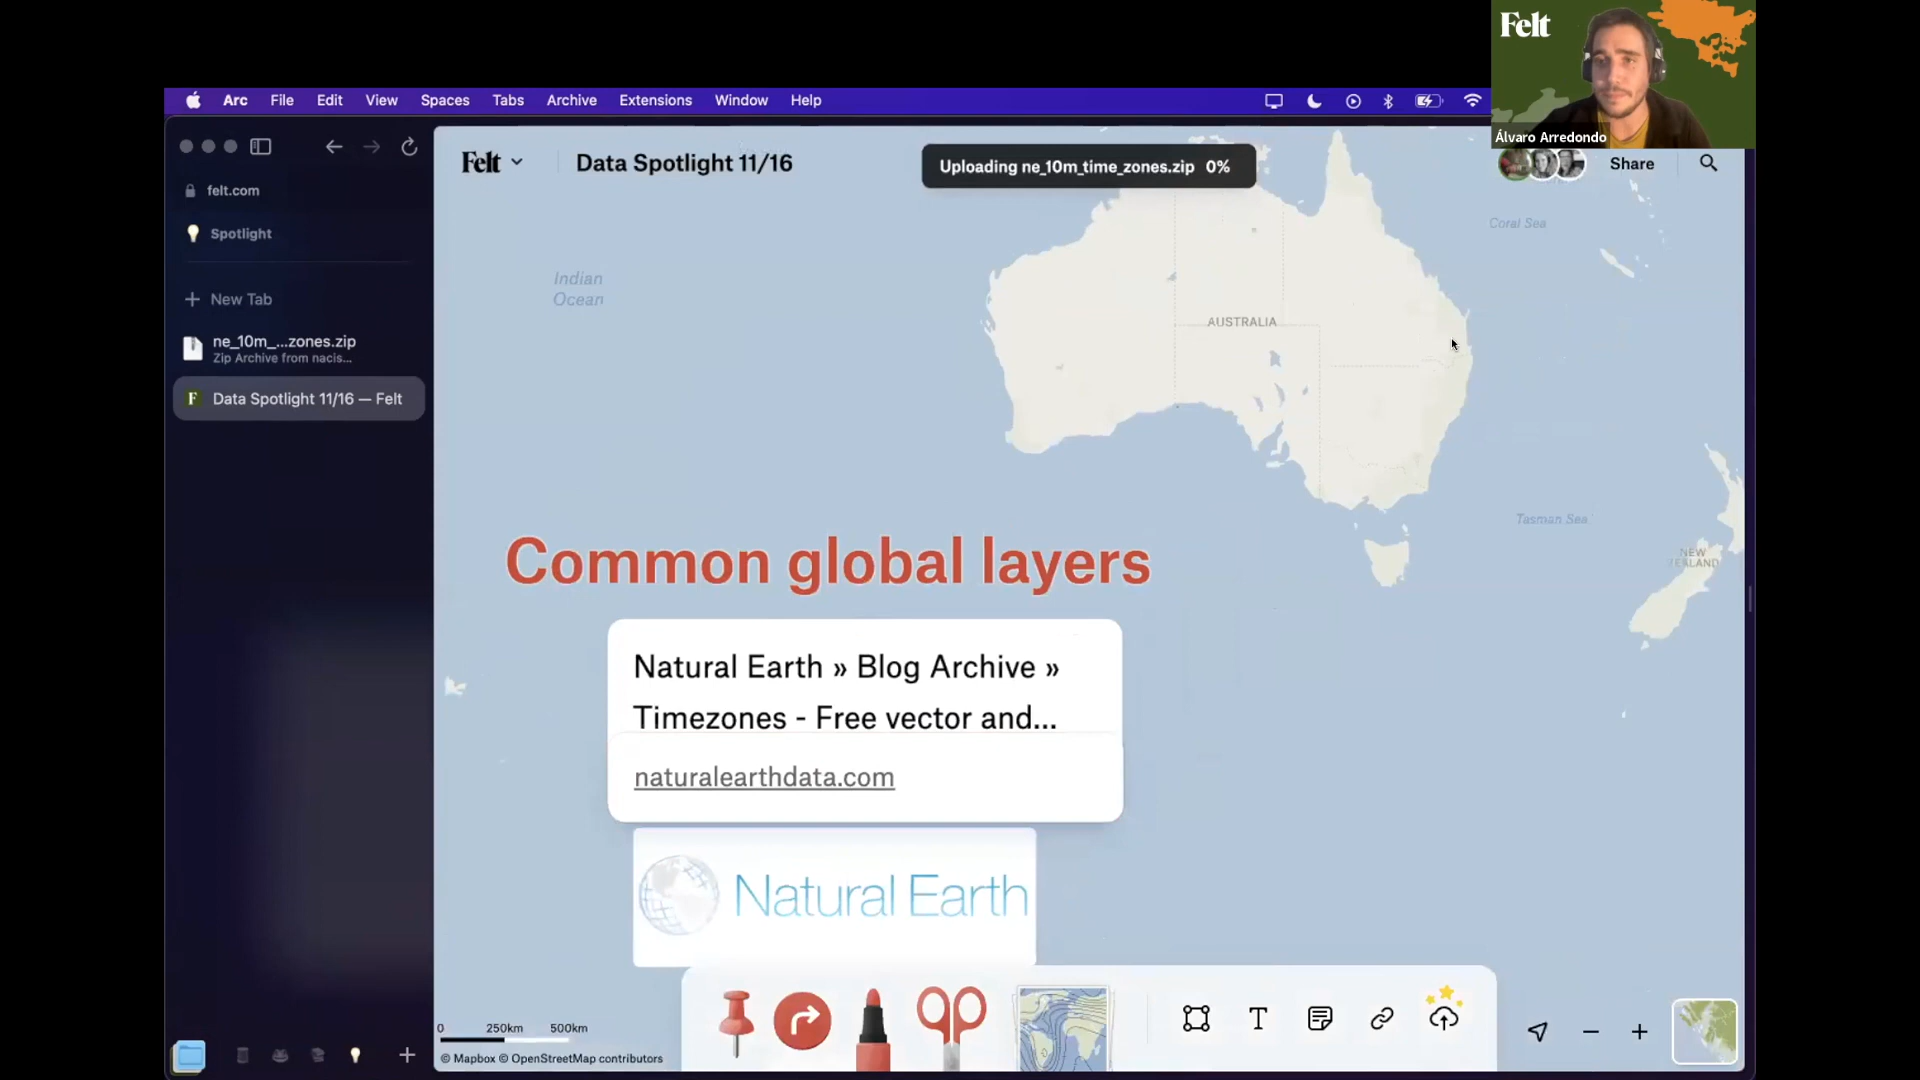 Felt
Álvaro Arredondo
Arc File Edit View Spaces Tabs Archive Extensions Window Help
felt.com
Spotlight
New Tab
ne_10m_...zones.zip
Zip Archive from nacis...
F Data Spotlight 11/16 — Felt
Felt Data Spotlight 11/16
Uploading ne_10m_time_zones.zip 0%
Share
Coral Sea
Indian
Ocean
AUSTRALIA
Tasman Sea
NEW
ZEALAND
Common global layers
Natural Earth » Blog Archive »
Timezones - Free vector and...
naturalearthdata.com
Natural Earth
T
0 250km 500km
© Mapbox © OpenStreetMap contributors